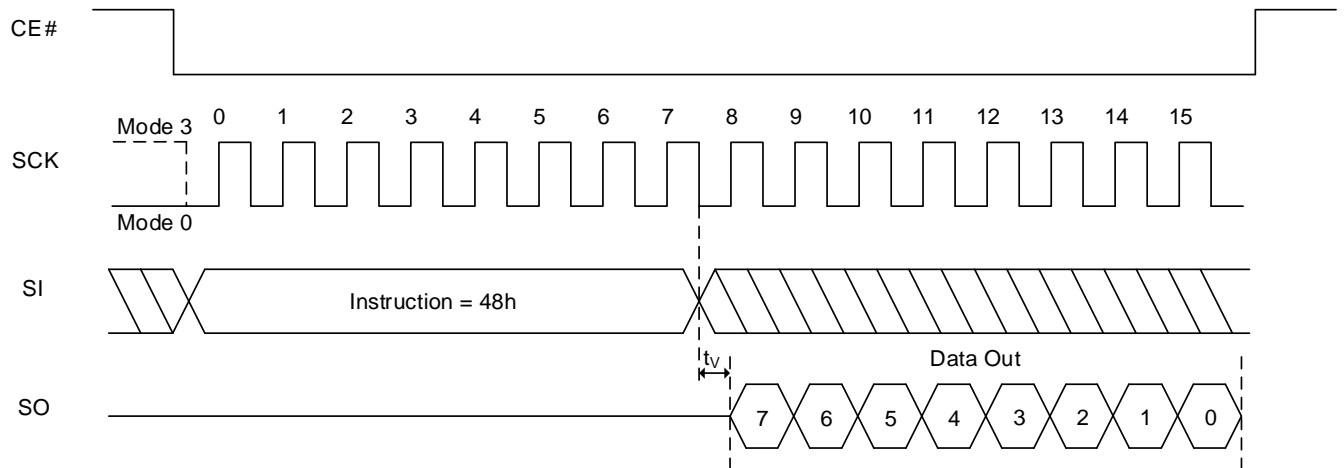 CE#
0 1 2 3 4 5 6 7 8 9 10 11 12 13 14 15
Mode 3
SCK
Mode 0
SI
Instruction = 48h
tV
Data Out
SO
7 6 5 4 3 2 1 0